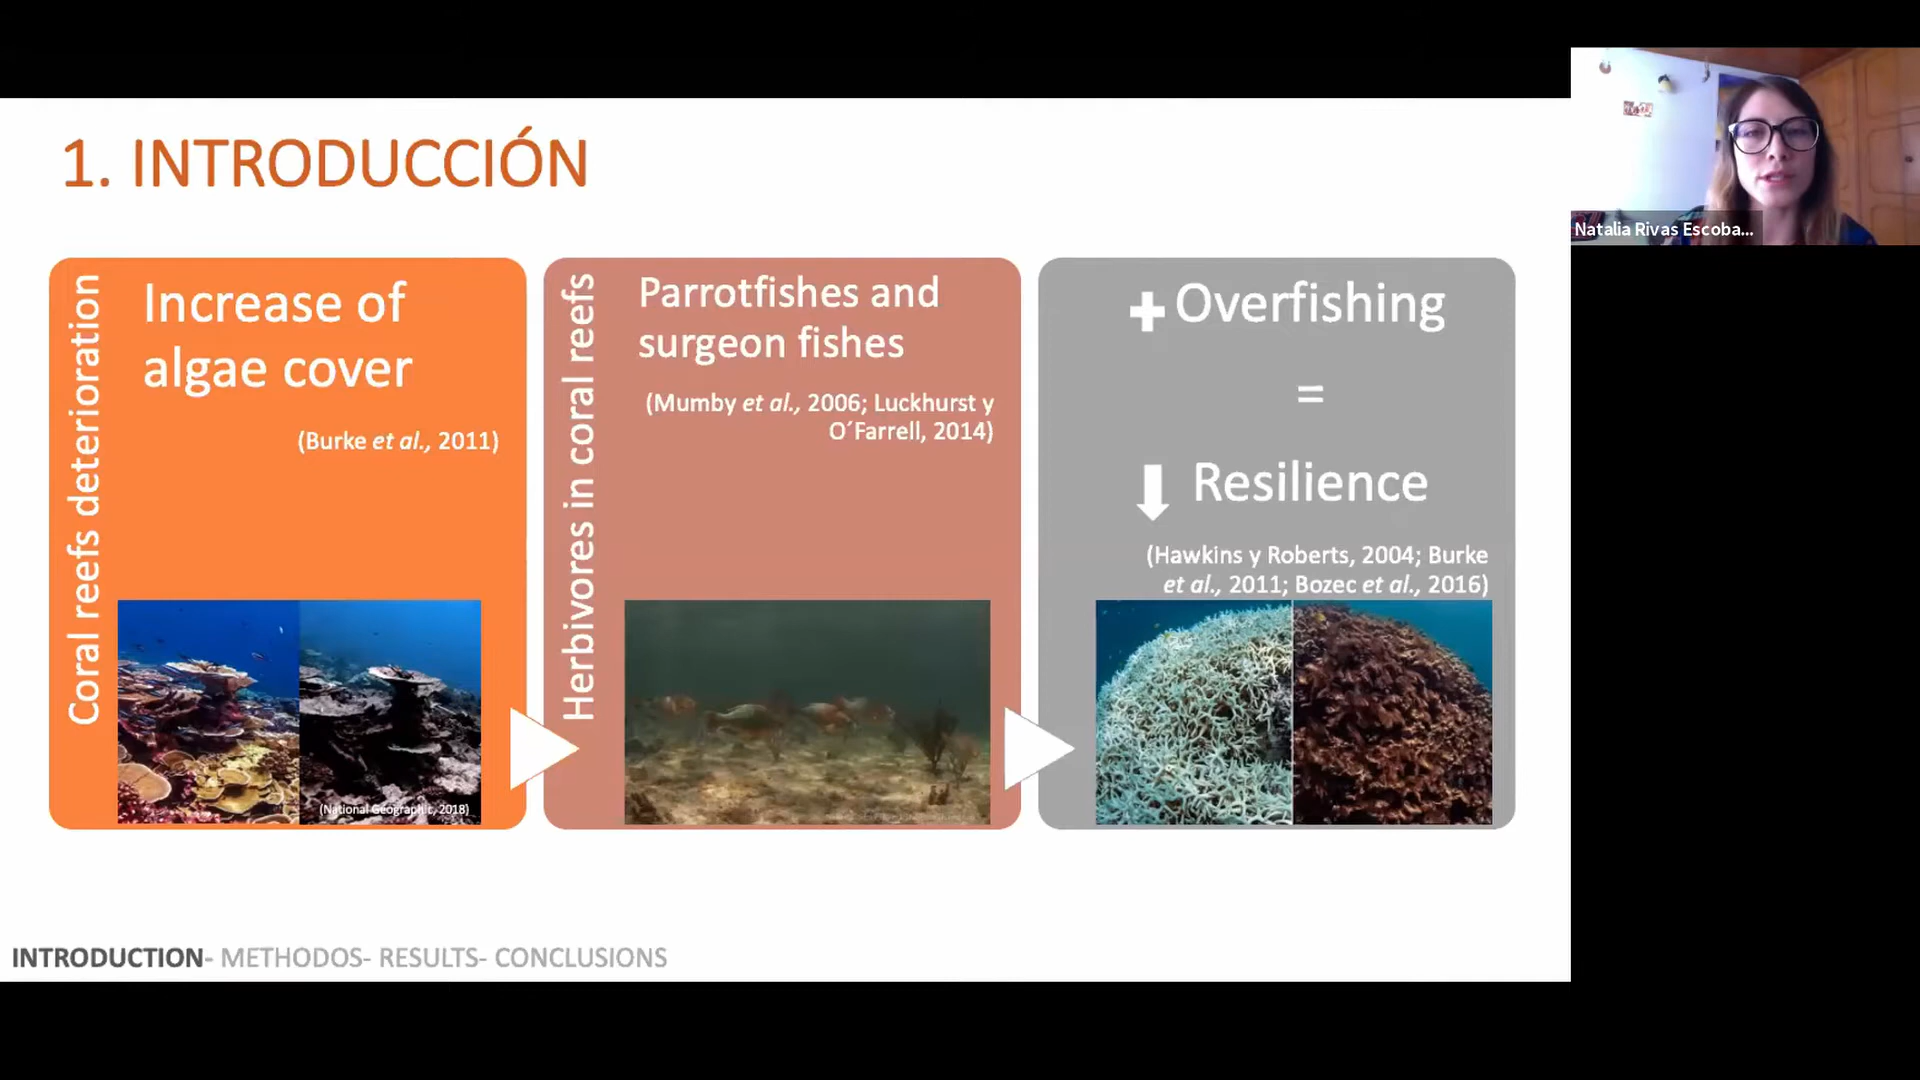 1. INTRODUCCIÓN
Coral reefs deterioration
Increase of
algae cover
(Burke et al., 2011)
(National Geographic, 2018)
Herbivores in coral reefs
Parrotfishes and
surgeon fishes
(Mumby et al., 2006; Luckhurst y
O´Farrell, 2014)
+ Overfishing
=
Resilience
(Hawkins y Roberts, 2004; Burke
et al., 2011; Bozec et al., 2016)
INTRODUCTION- METHODOS- RESULTS- CONCLUSIONS
Natalia Rivas Escoba...